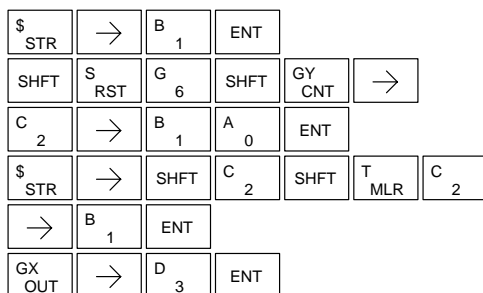 $ STR → B 1 ENT
SHFT S RST G 6 SHFT GY CNT →
C 2 → B 1 A 0 ENT
$ STR → SHFT C 2 SHFT T MLR C 2
→ B 1 ENT
GX OUT → D 3 ENT